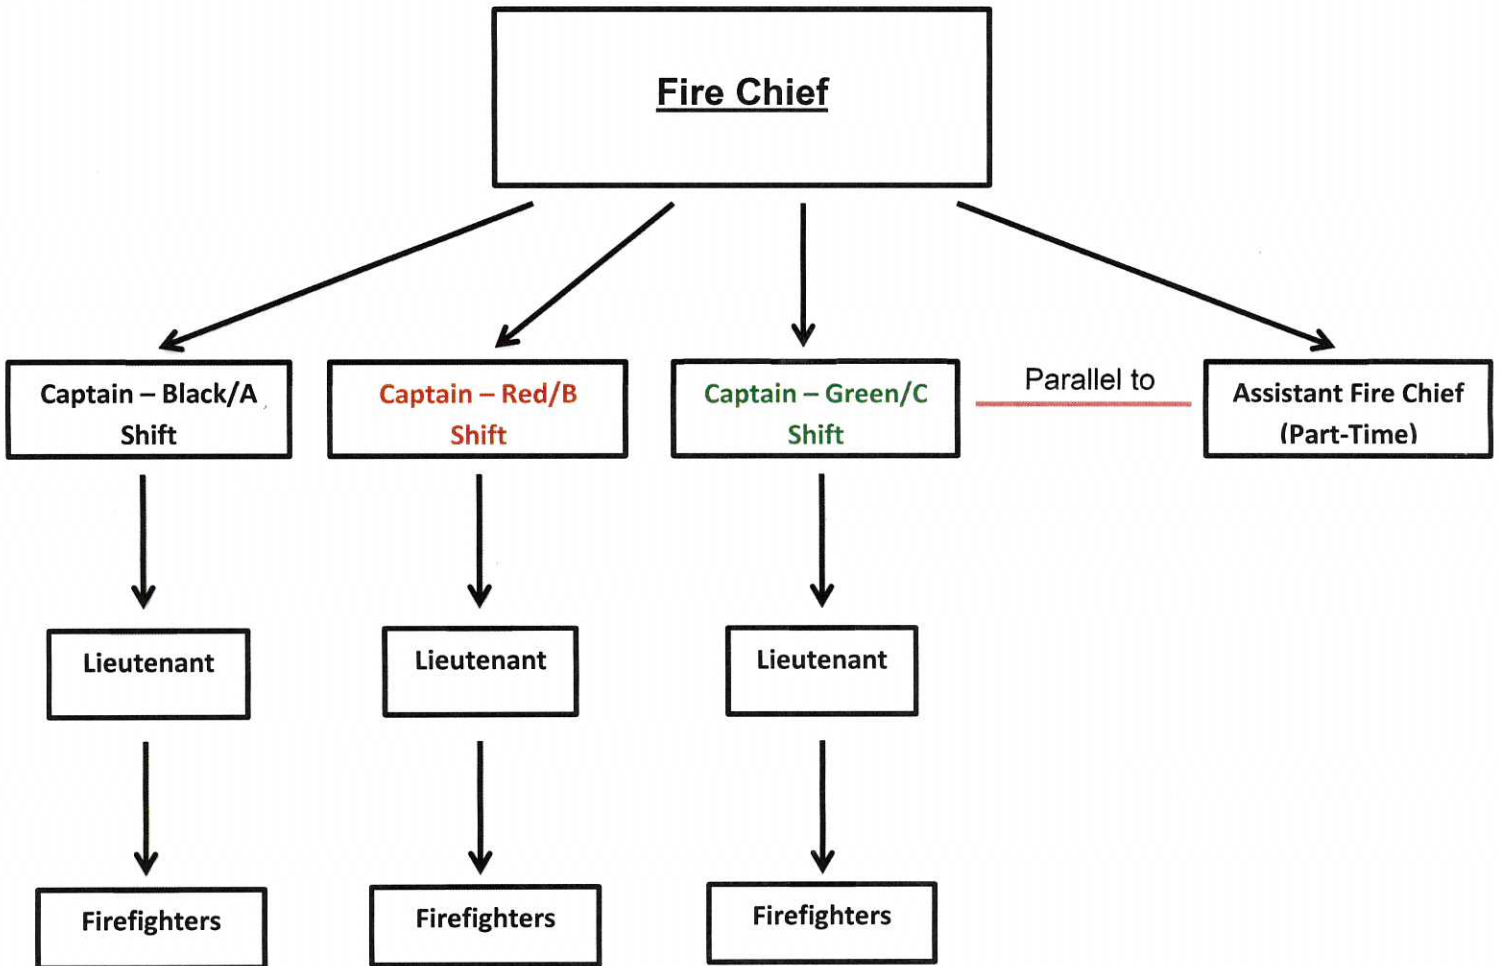 Fire Chief
Captain – Black/A
Shift
Captain – Red/B
Shift
Captain – Green/C
Shift
Parallel to
Assistant Fire Chief
(Part-Time)
Lieutenant
Lieutenant
Lieutenant
Firefighters
Firefighters
Firefighters